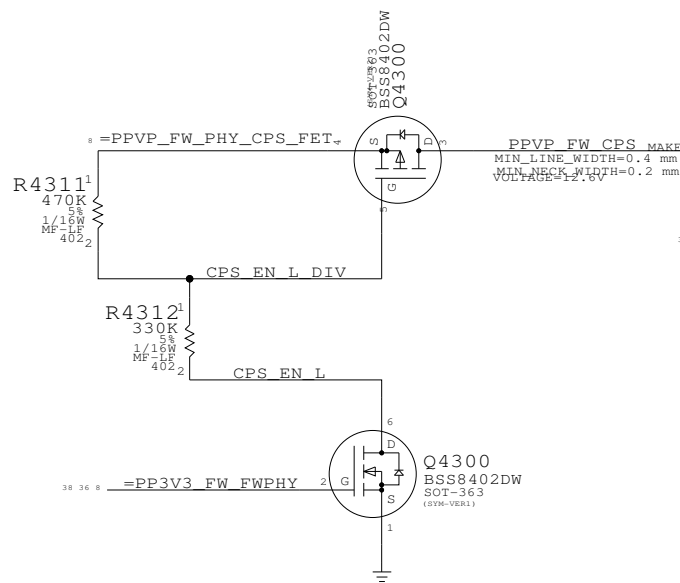 SOT-363
BSS8402DW
Q4300
8 =PPVP_FW_PHY_CPS_FET 4
S
D
3
PPVP_FW_CPS MAKE
MIN_LINE_WIDTH=0.4 mm
MIN_NECK_WIDTH=0.2 mm
VOLTAGE=12.6V
G
5
R4311 1
470K
5%
1/16W
MF-LF
402 2
CPS_EN_L_DIV
R4312 1
330K
5%
1/16W
MF-LF
402 2
CPS_EN_L
6
D
38 36 8 =PP3V3_FW_FWPHY 2
G
S
1
Q4300
BSS8402DW
SOT-363
(SYM-VER1)